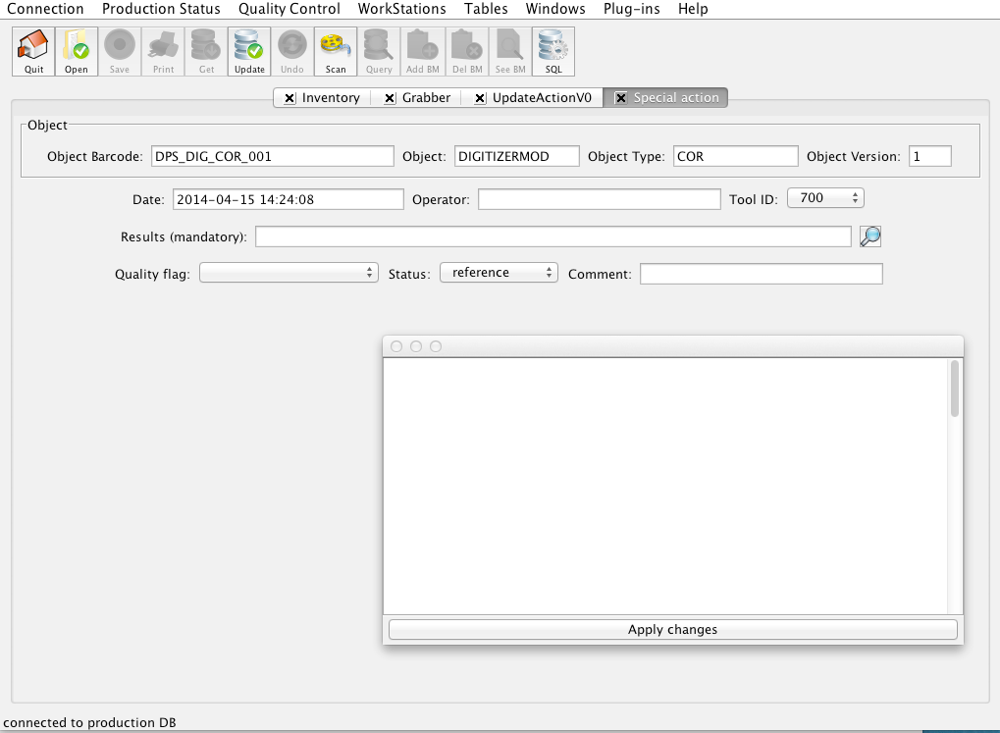 Connection Production Status Quality Control WorkStations Tables Windows Plug-ins Help
Quit Open Save Print Get Update Undo Scan Query Add BM Del BM See BM SQL
Inventory Grabber UpdateActionV0 Special action
Object
Object Barcode: DPS_DIG_COR_001 Object: DIGITIZERMOD Object Type: COR Object Version: 1
Date: 2014-04-15 14:24:08 Operator: Tool ID: 700
Results (mandatory):
Quality flag: Status: reference Comment:
Apply changes
connected to production DB